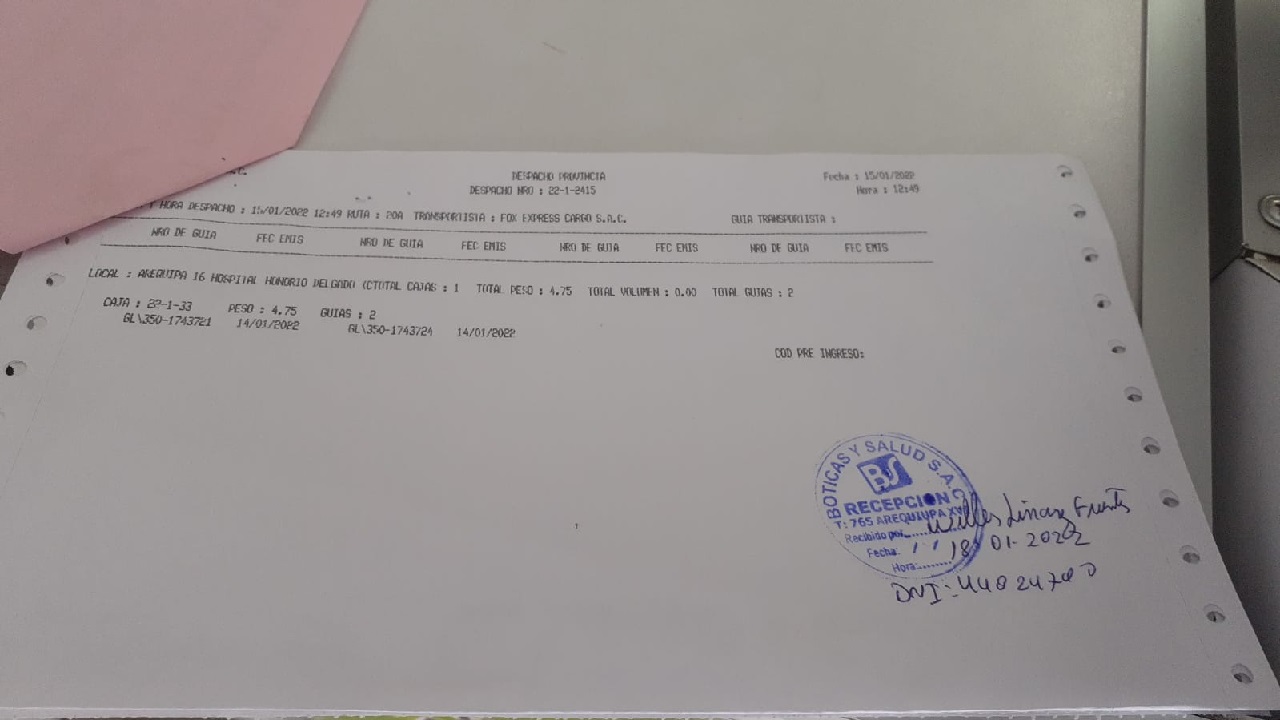 DESPACHO PROVINCIA
Fecha : 15/01/2022
DESPACHO NRO : 22-1-2415
Hora : 12:49
Y HORA DESPACHO : 15/01/2022 12:49 RUTA : 20A TRANSPORTISTA : FOX EXPRESS CARGO S.A.C. GUIA TRANSPORTISTA :
NRO DE GUIA FEC EMIS NRO DE GUIA FEC EMIS NRO DE GUIA FEC EMIS NRO DE GUIA FEC EMIS
LOCAL : AREQUIPA 16 HOSPITAL HONORIO DELGADO (CTOTAL CAJAS : 1 TOTAL PESO : 4.75 TOTAL VOLUMEN : 0.00 TOTAL GUIAS : 2
CAJA : 22-1-33 PESO : 4.75 GUIAS : 2
GL\350-1743721 14/01/2022 GL\350-1743724 14/01/2022
COD PRE INGRESO:
BOTICAS Y SALUD S.A.C
BS
RECEPCION
T: 765 AREQUIPA
Recibido por
Fecha: 18 01-2022
Hora:
DNI: